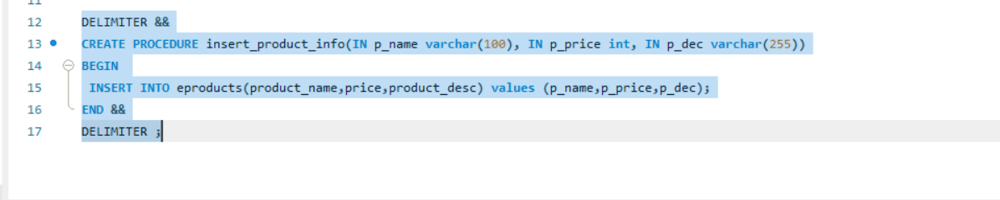 11
12 DELIMITER &&
13 CREATE PROCEDURE insert_product_info(IN p_name varchar(100), IN p_price int, IN p_dec varchar(255))
14 BEGIN
15 INSERT INTO eproducts(product_name,price,product_desc) values (p_name,p_price,p_dec);
16 END &&
17 DELIMITER ;